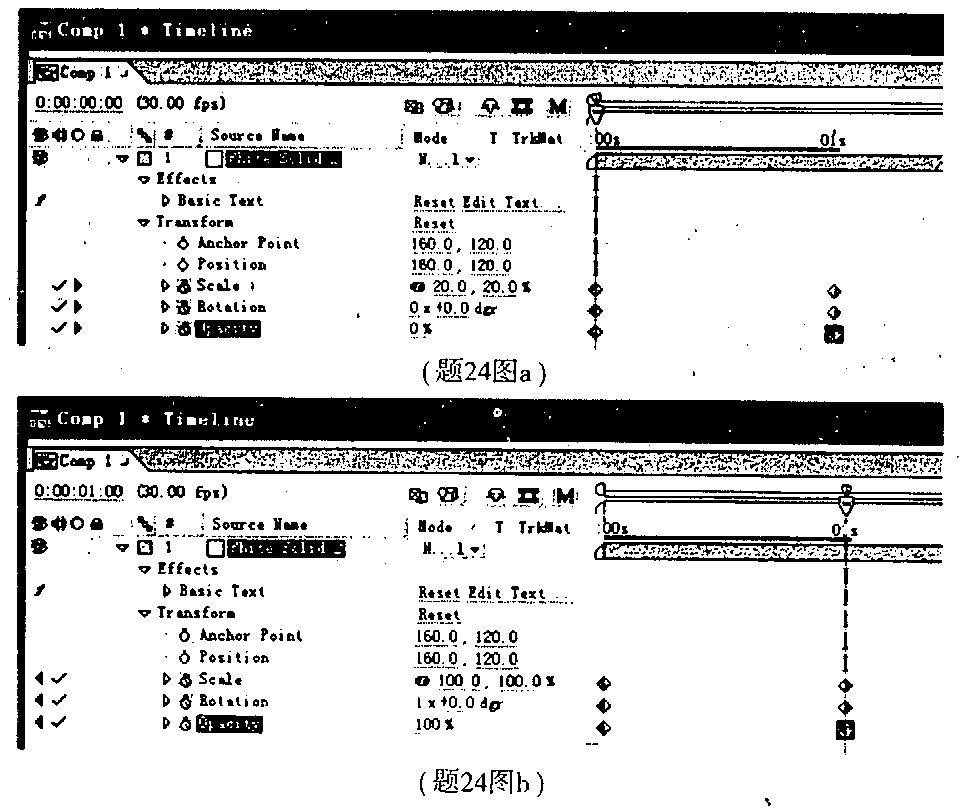 Comp 1 * Timeline
Comp 1
0:00:00:00 (30.00 fps)
# Source Name Mode T TrkMat
:00s 01s
1 White Solid
Effects
Basic Text Reset Edit Text...
Transform Reset
Anchor Point 160.0, 120.0
Position 160.0, 120.0
Scale 20.0, 20.0%
Rotation 0 x +0.0 dgr
Opacity 0%
(题24图a)
Comp 1 * Timeline
Comp 1
0:00:01:00 (30.00 fps)
# Source Name Mode T TrkMat
:00s
1 White Solid
Effects
Basic Text Reset Edit Text...
Transform Reset
Anchor Point 160.0, 120.0
Position 160.0, 120.0
Scale 100.0, 100.0%
Rotation 1 x +0.0 dgr
Opacity 100%
(题24图b)